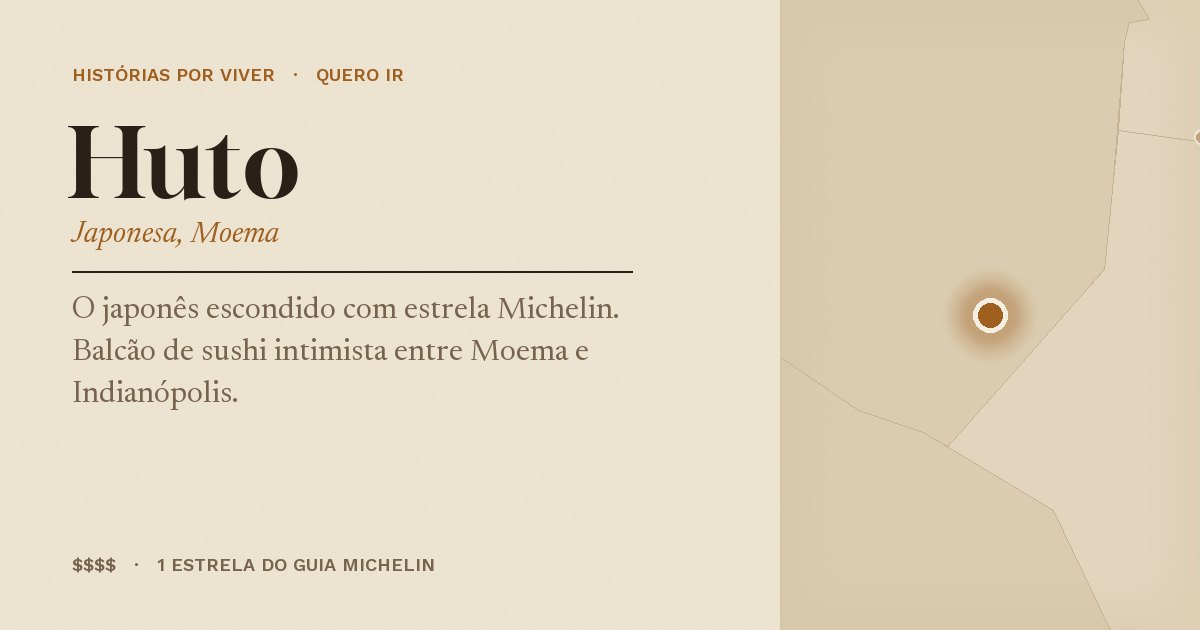 HISTÓRIAS POR VIVER · QUERO IR
Huto
Japonesa, Moema
O japonês escondido com estrela Michelin.
Balcão de sushi intimista entre Moema e
Indianópolis.
$$$$ · 1 ESTRELA DO GUIA MICHELIN